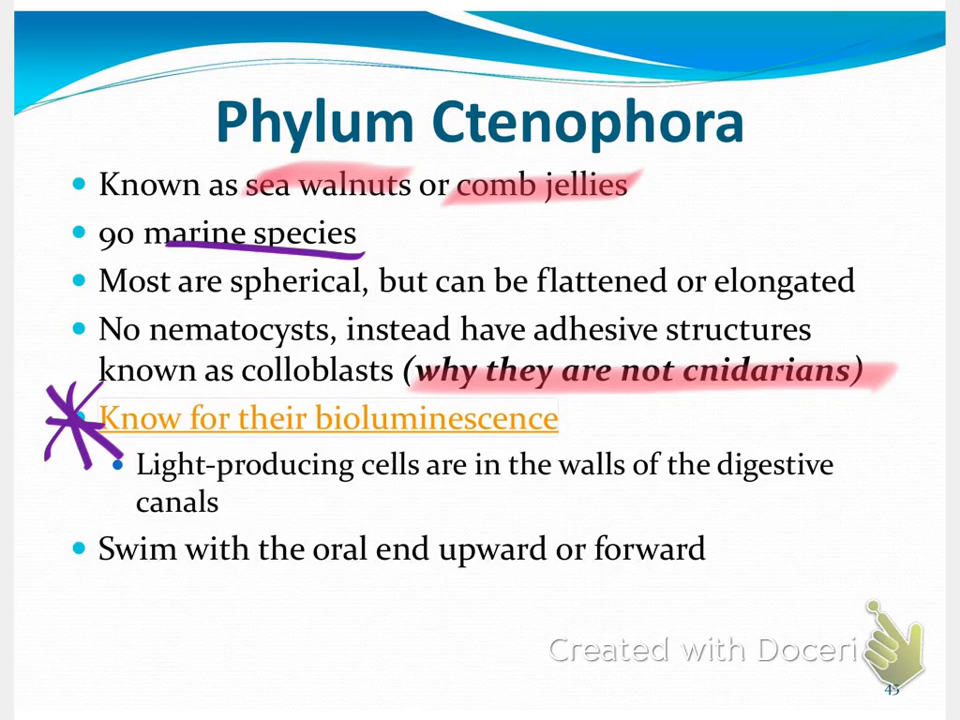 Phylum Ctenophora
Known as sea walnuts or comb jellies
90 marine species
Most are spherical, but can be flattened or elongated
No nematocysts, instead have adhesive structures
known as colloblasts (why they are not cnidarians)
Know for their bioluminescence
Light-producing cells are in the walls of the digestive
canals
Swim with the oral end upward or forward
Created with Doceri
45